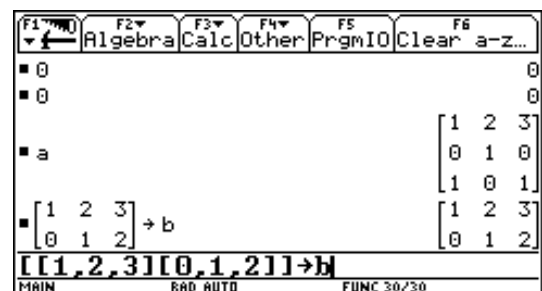 F1 F2 F3 F4 F5 F6
Algebra Calc Other PrgmIO Clear a-z…
0 0
0 0
a [1 2 3]
[0 1 0]
[1 0 1]
[1 2 3] → b [1 2 3]
[0 1 2] [0 1 2]
[[1,2,3][0,1,2]]→b
MAIN RAD AUTO FUNC 30/30